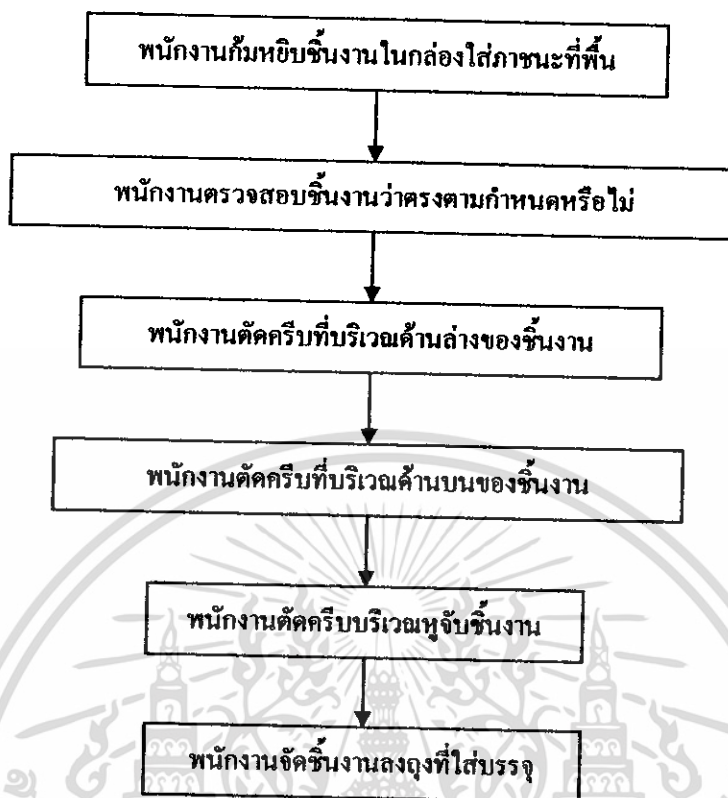 พนักงานก้มหยิบชิ้นงานในกล่องใส่ภาชนะที่พื้น
พนักงานตรวจสอบชิ้นงานว่าตรงตามกำหนดหรือไม่
พนักงานตัดครีบที่บริเวณด้านล่างของชิ้นงาน
พนักงานตัดครีบที่บริเวณด้านบนของชิ้นงาน
พนักงานตัดครีบบริเวณหูจับชิ้นงาน
พนักงานจัดชิ้นงานลงถุงที่ใส่บรรจุ